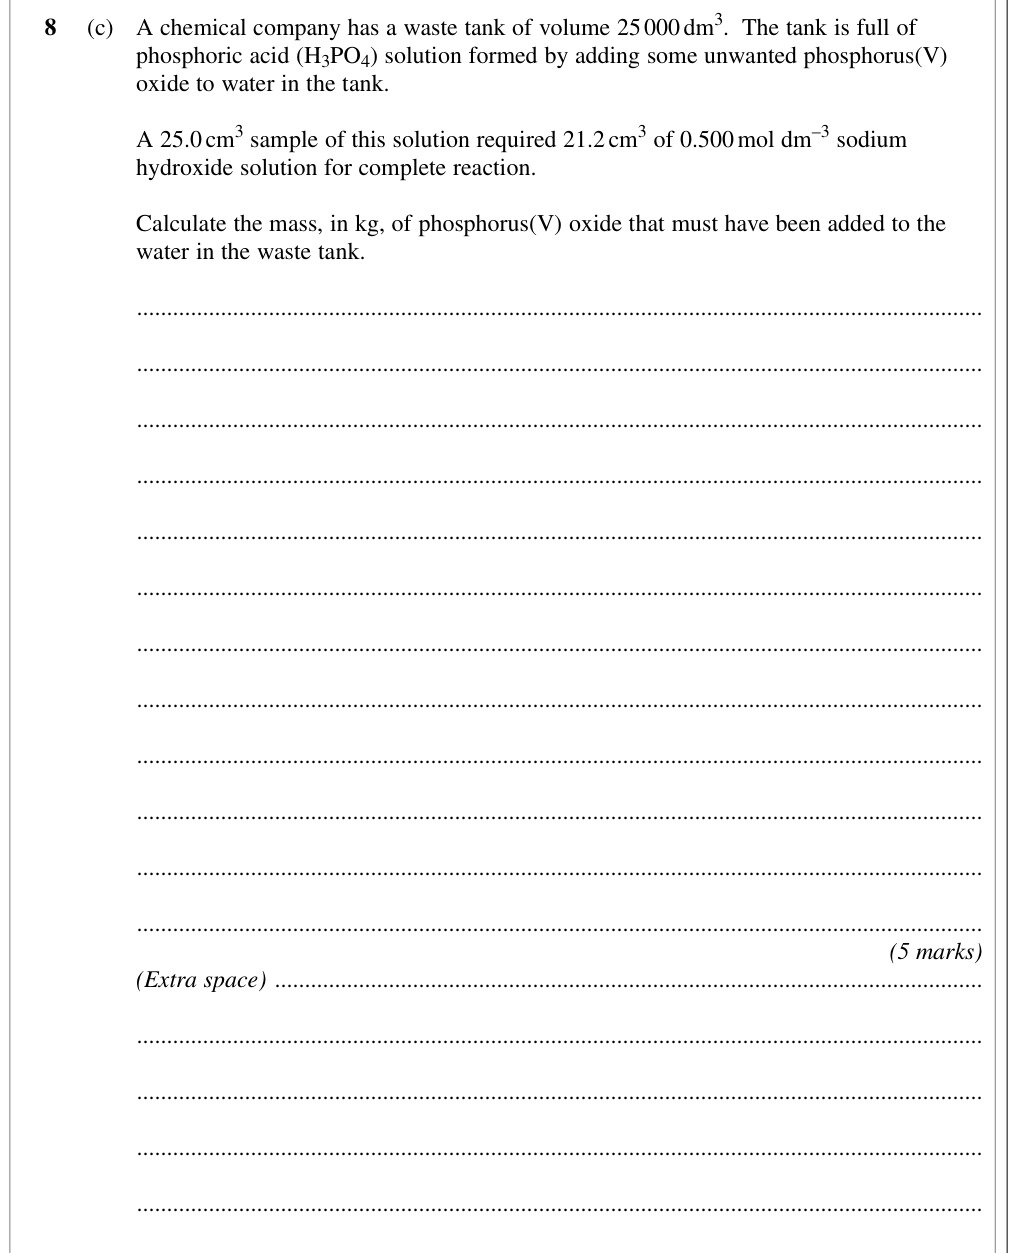 8 (c) A chemical company has a waste tank of volume 25 000 dm³. The tank is full of
phosphoric acid (H₃PO₄) solution formed by adding some unwanted phosphorus(V)
oxide to water in the tank.
A 25.0 cm³ sample of this solution required 21.2 cm³ of 0.500 mol dm⁻³ sodium
hydroxide solution for complete reaction.
Calculate the mass, in kg, of phosphorus(V) oxide that must have been added to the
water in the waste tank.
(5 marks)
(Extra space)